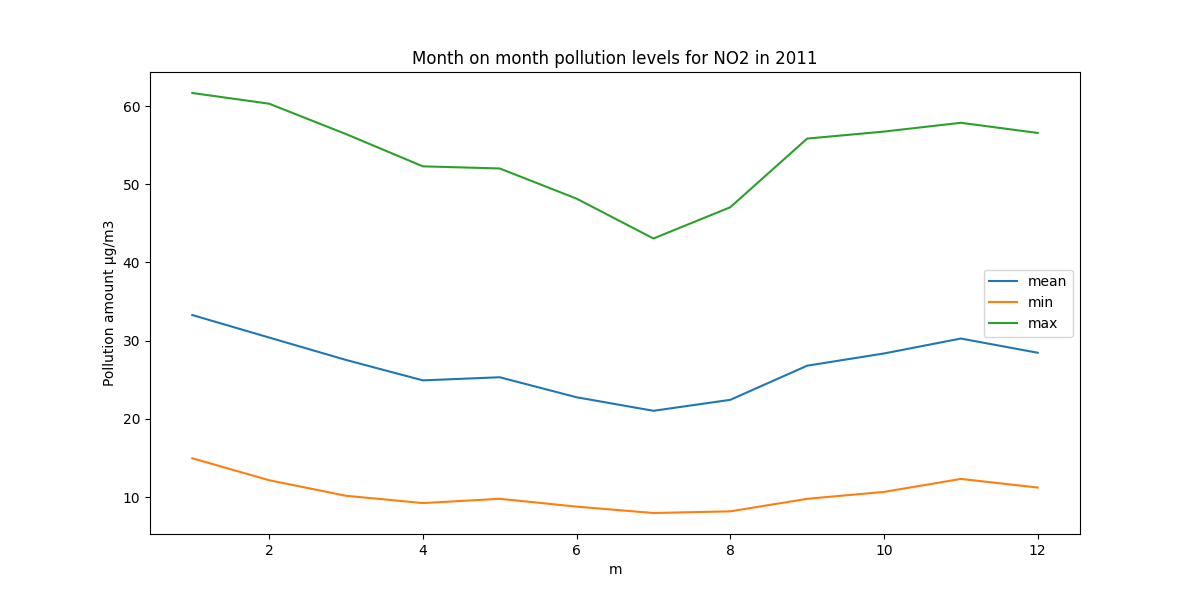 Month on month pollution levels for NO2 in 2011
60
50
40
30
20
10
Pollution amount µg/m3
mean
min
max
2 4 6 8 10 12
m